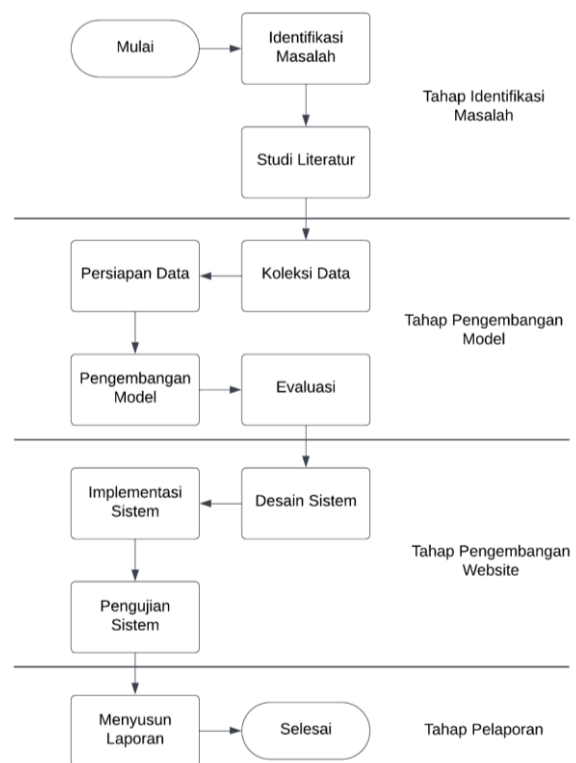 Mulai
Identifikasi
Masalah
Tahap Identifikasi
Masalah
Studi Literatur
Persiapan Data
Koleksi Data
Tahap Pengembangan
Model
Pengembangan
Model
Evaluasi
Implementasi
Sistem
Desain Sistem
Tahap Pengembangan
Website
Pengujian
Sistem
Menyusun
Laporan
Selesai
Tahap Pelaporan